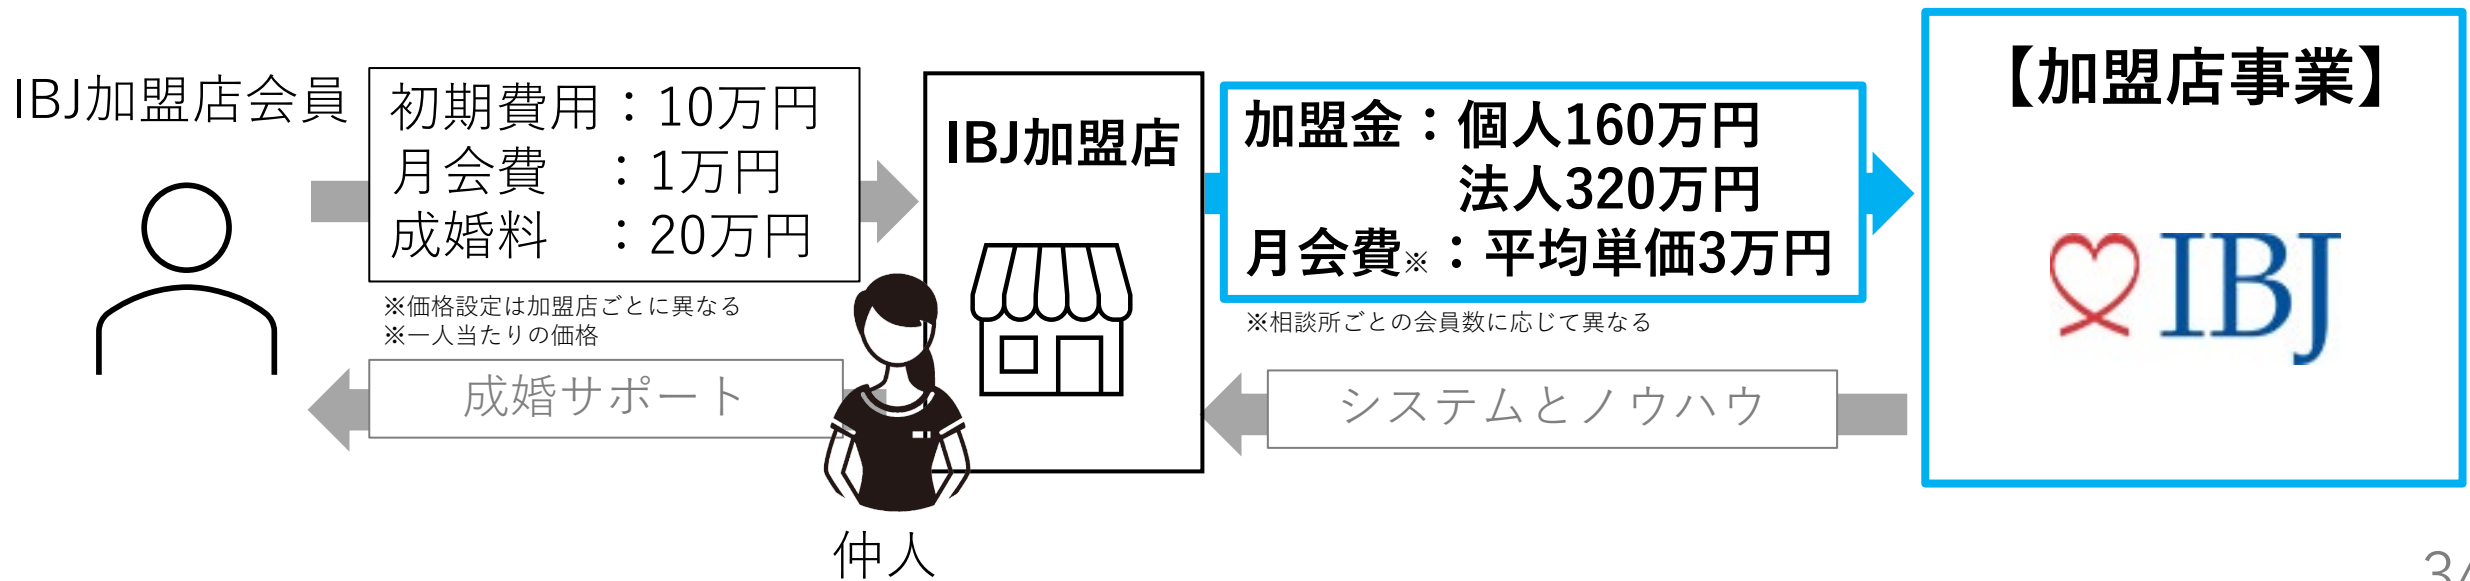 IBJ加盟店会員
初期費用：10万円
月会費　：1万円
成婚料　：20万円
※価格設定は加盟店ごとに異なる
※一人当たりの価格
成婚サポート
仲人
IBJ加盟店
加盟金：個人160万円
法人320万円
月会費※：平均単価3万円
※相談所ごとの会員数に応じて異なる
システムとノウハウ
【加盟店事業】
IBJ